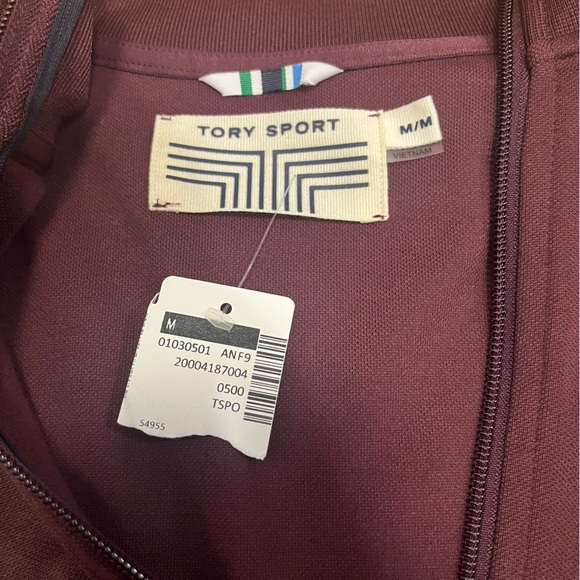 TORY SPORT
M/M
VIETNAM
M
01030501 ANF9
20004187004
0500
TSPO
54955